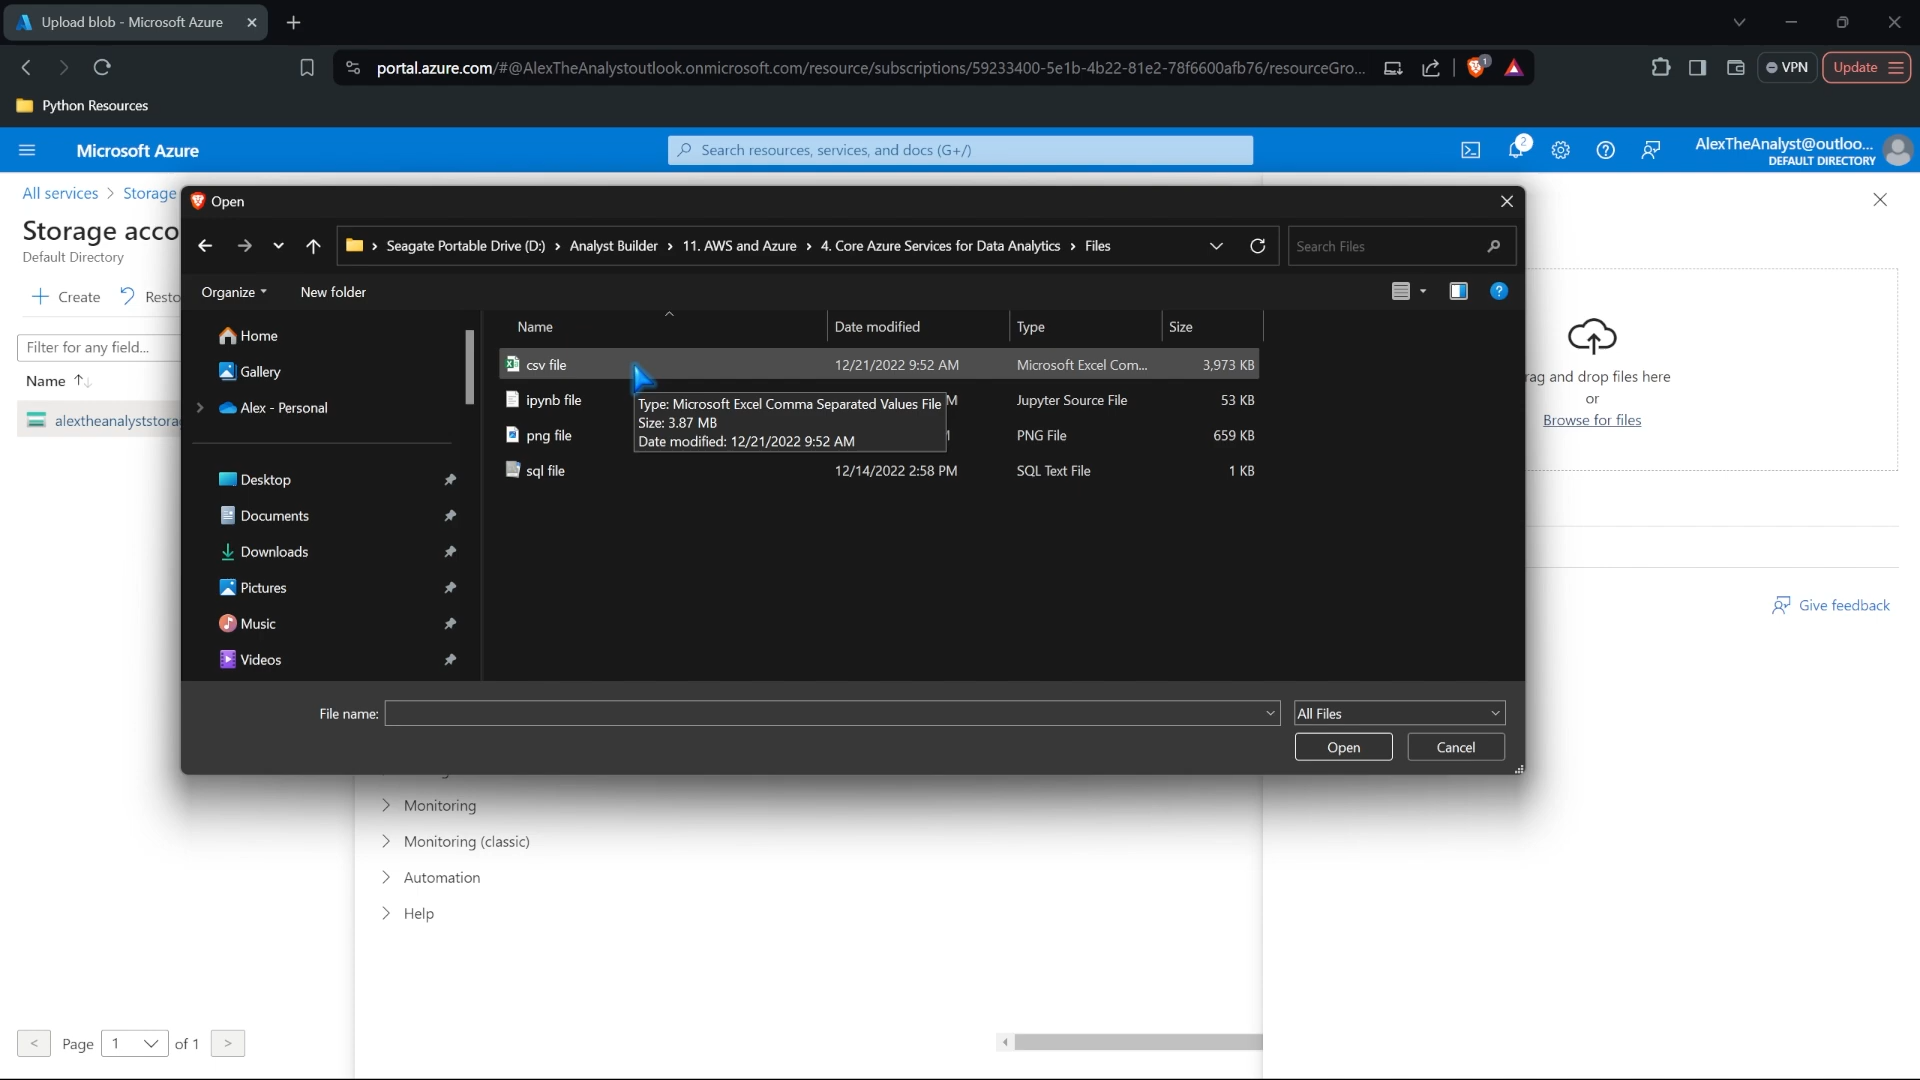 Upload blob - Microsoft Azure
portal.azure.com/#@AlexTheAnalystoutlook.onmicrosoft.com/resource/subscriptions/59233400-5e1b-4b22-81e2-78f6600afb76/resourceGro...
1
VPN
Update
Python Resources
Microsoft Azure
Search resources, services, and docs (G+/)
2
AlexTheAnalyst@outloo...
DEFAULT DIRECTORY
All services > Storage
Storage acco
Default Directory
Create
Resto
Filter for any field...
Name
alextheanalyststorag
Open
Seagate Portable Drive (D:) > Analyst Builder > 11. AWS and Azure > 4. Core Azure Services for Data Analytics > Files
Search Files
Organize
New folder
Home
Gallery
Alex - Personal
Desktop
Documents
Downloads
Pictures
Music
Videos
Name Date modified Type Size
csv file 12/21/2022 9:52 AM Microsoft Excel Com... 3,973 KB
ipynb file M Jupyter Source File 53 KB
png file PNG File 659 KB
sql file 12/14/2022 2:58 PM SQL Text File 1 KB
Type: Microsoft Excel Comma Separated Values File
Size: 3.87 MB
Date modified: 12/21/2022 9:52 AM
File name:
All Files
Open
Cancel
rag and drop files here
or
Browse for files
Give feedback
Monitoring
Monitoring (classic)
Automation
Help
< Page 1 of 1 >